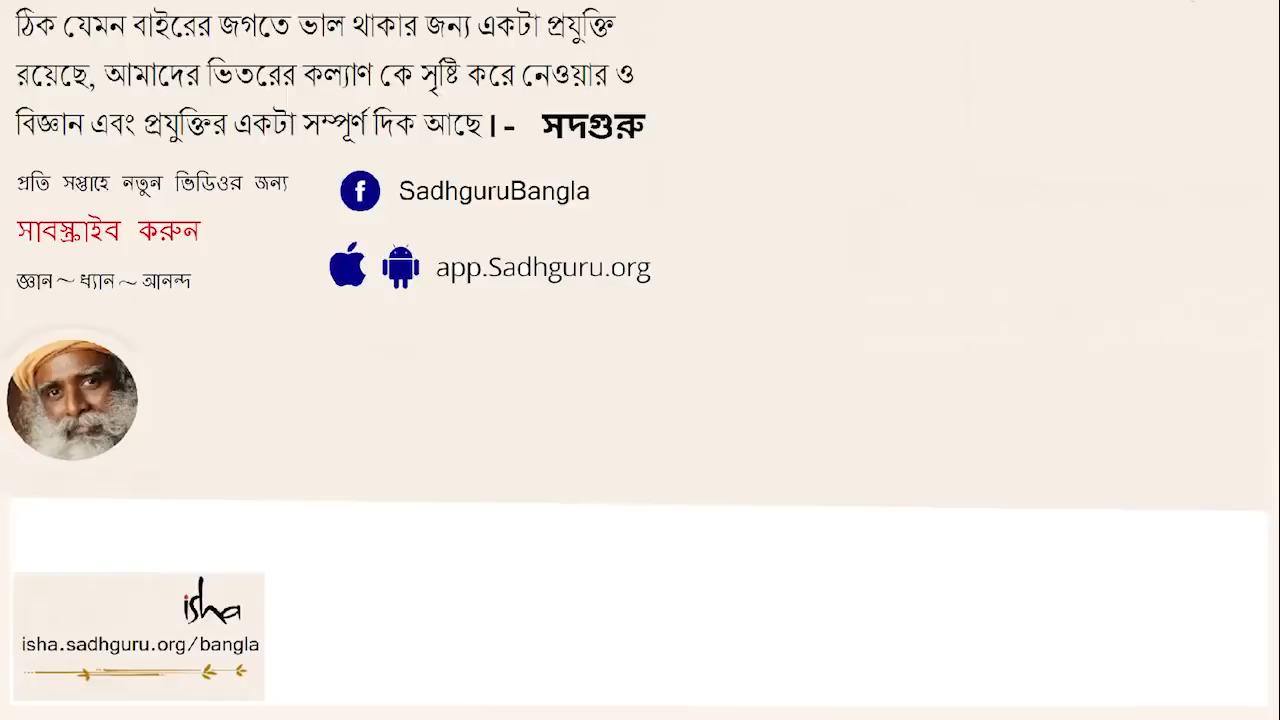 ঠিক যেমন বাইরের জগতে ভাল থাকার জন্য একটা প্রযুক্তি
রয়েছে, আমাদের ভিতরের কল্যাণ কে সৃষ্টি করে নেওয়ার ও
বিজ্ঞান এবং প্রযুক্তির একটা সম্পূর্ণ দিক আছে। - সদগুরু
প্রতি সপ্তাহে নতুন ভিডিওর জন্য
সাবস্ক্রাইব করুন
জ্ঞান ~ ধ্যান ~ আনন্দ
SadhguruBangla
app.Sadhguru.org
isha
isha.sadhguru.org/bangla